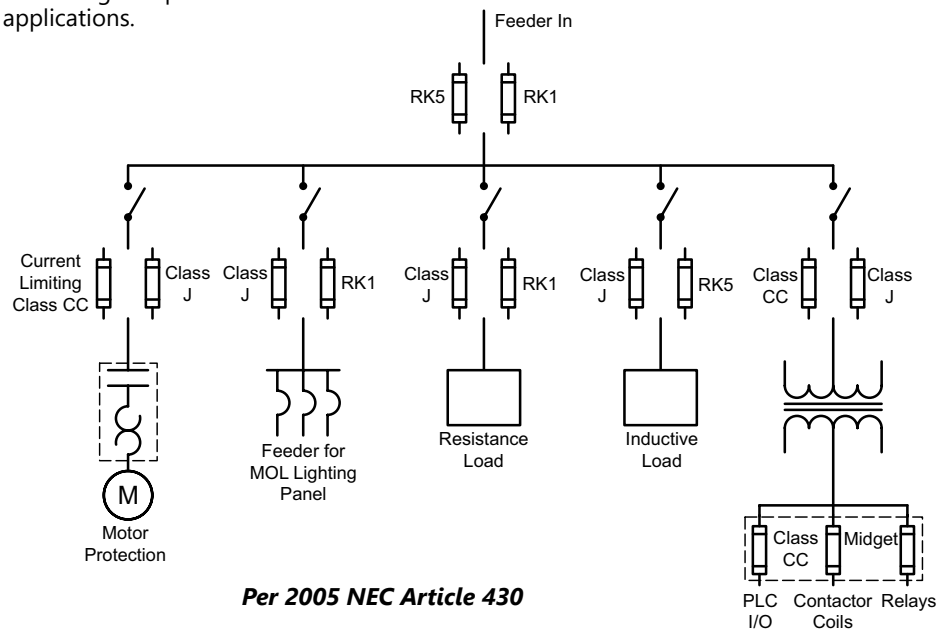 applications.
Feeder In
RK5
RK1
Current
Limiting
Class CC
Class
J
Class
J
RK1
Class
J
RK1
Class
J
RK5
Class
CC
Class
J
Feeder for
MOL Lighting
Panel
Resistance
Load
Inductive
Load
M
Motor
Protection
Class
CC
Midget
PLC
I/O
Contactor
Coils
Relays
Per 2005 NEC Article 430